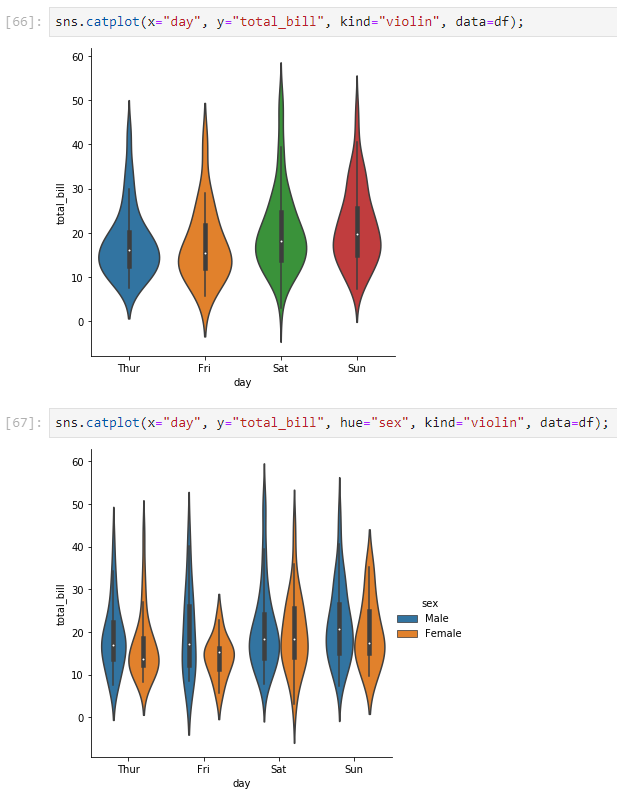 [66]: sns.catplot(x="day", y="total_bill", kind="violin", data=df);
60
50
40
30
20
10
0
total_bill
Thur Fri Sat Sun
day
[67]: sns.catplot(x="day", y="total_bill", hue="sex", kind="violin", data=df);
60
50
40
30
20
10
0
total_bill
sex
Male
Female
Thur Fri Sat Sun
day